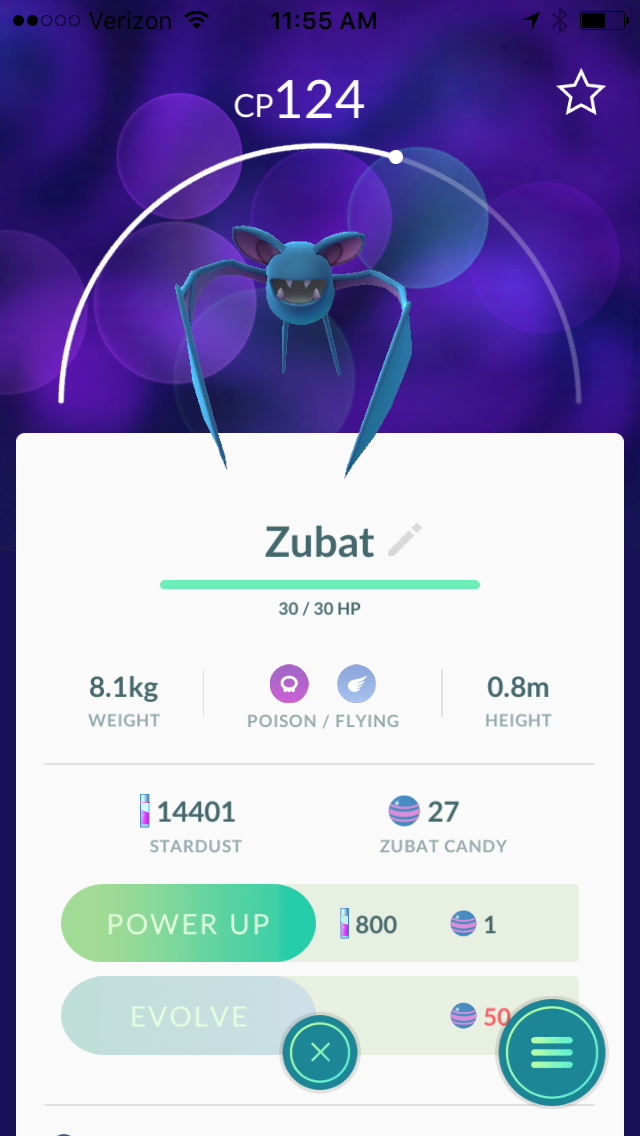 Verizon 11:55 AM
CP124
Zubat
30 / 30 HP
8.1kg 0.8m
WEIGHT POISON / FLYING HEIGHT
14401 27
STARDUST ZUBAT CANDY
POWER UP 800 1
EVOLVE 50